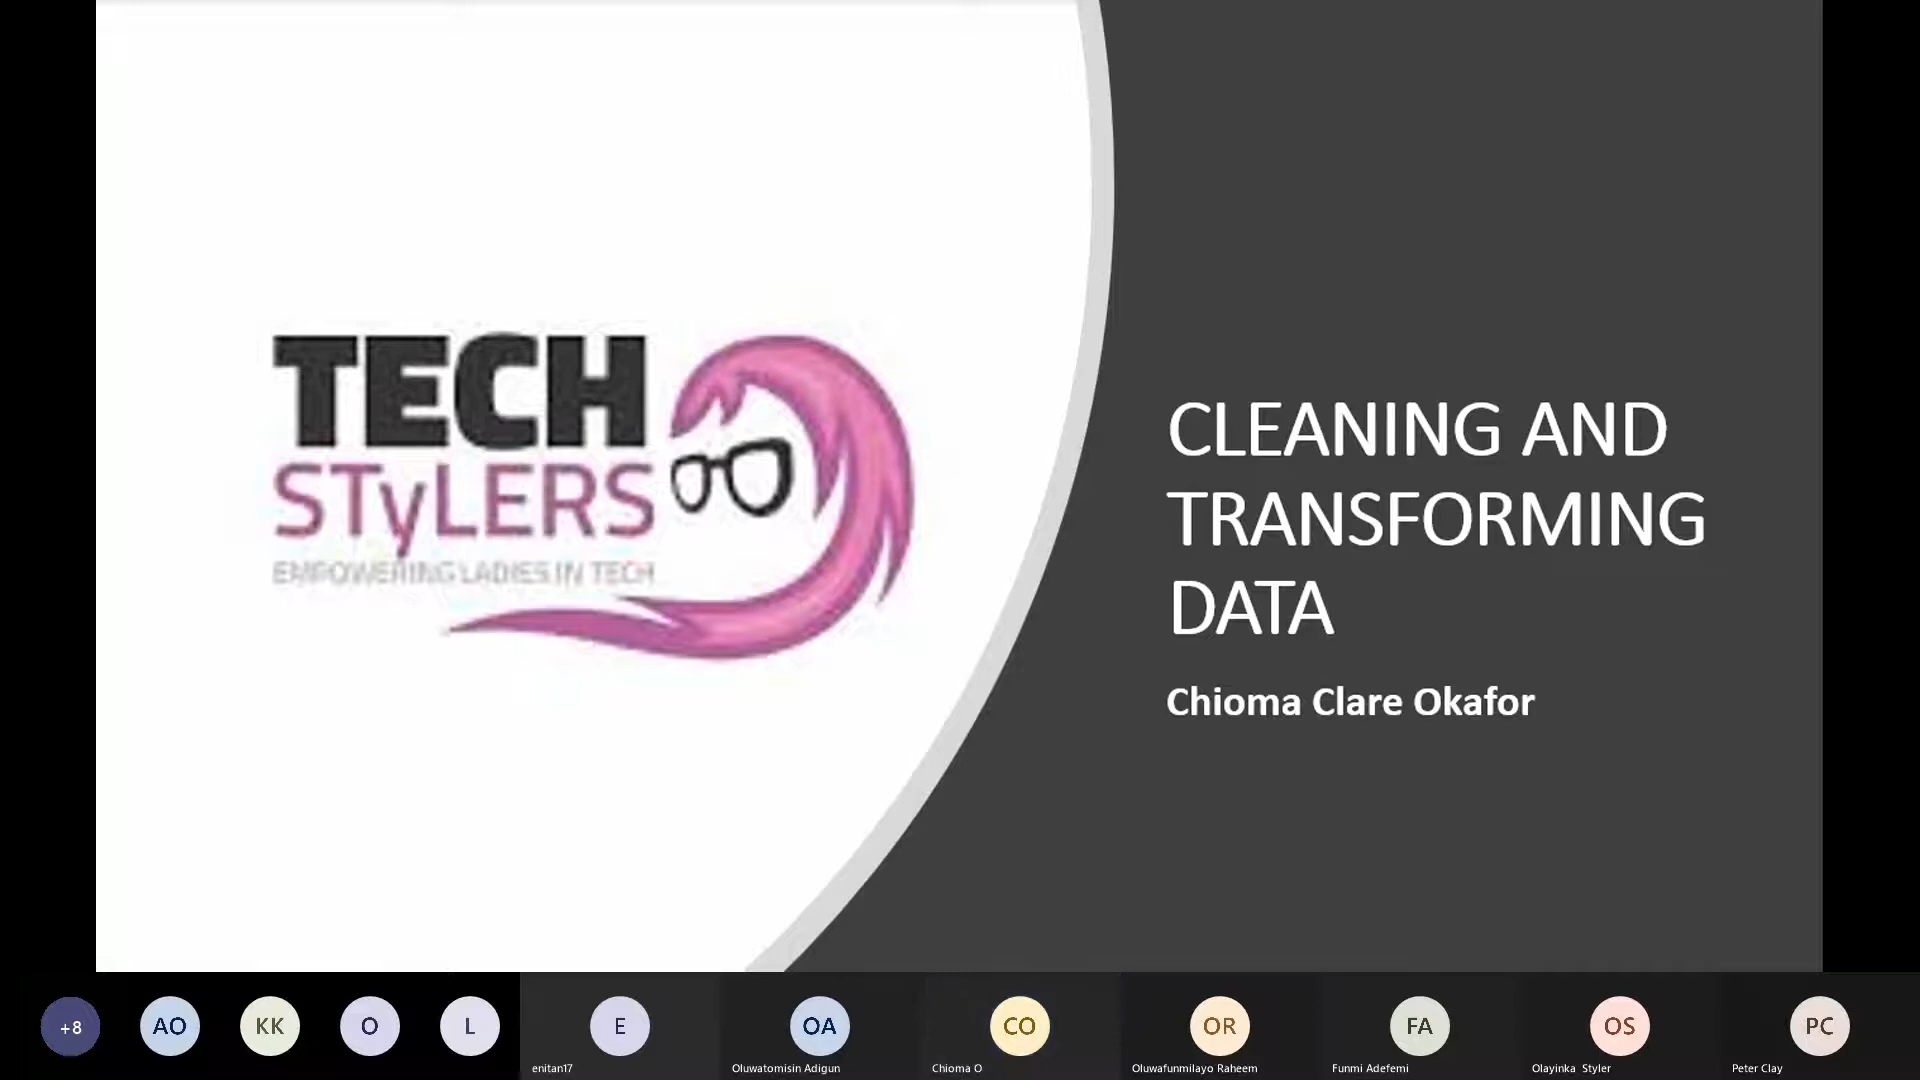 TECH
STyLERS
EMPOWERING LADIES IN TECH
CLEANING AND
TRANSFORMING
DATA
Chioma Clare Okafor
+8
AO
KK
O
L
E
OA
CO
OR
FA
OS
PC
enitan17
Oluwatomisin Adigun
Chioma O
Oluwafunmilayo Raheem
Funmi Adefemi
Olayinka Styler
Peter Clay